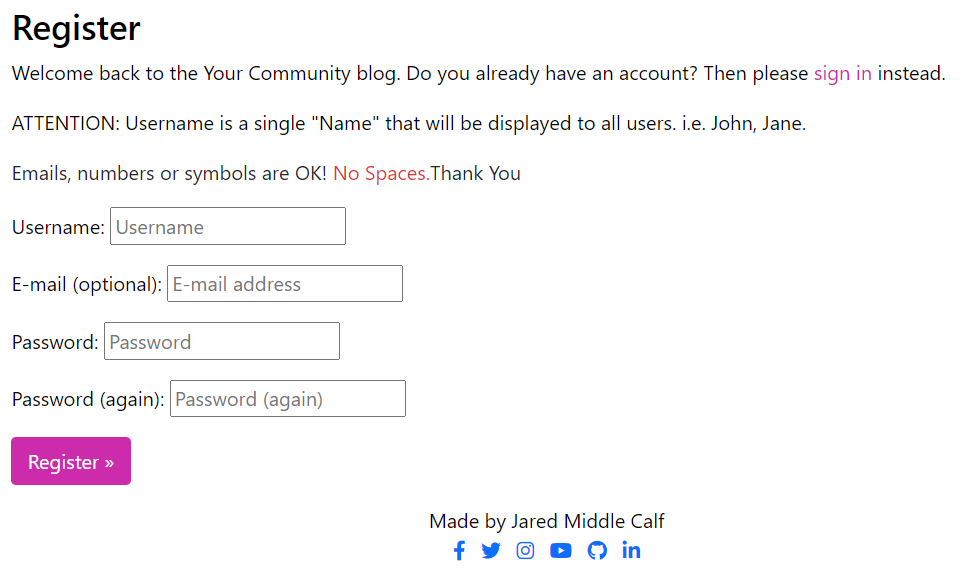 Register
Welcome back to the Your Community blog. Do you already have an account? Then please sign in instead.
ATTENTION: Username is a single "Name" that will be displayed to all users. i.e. John, Jane.
Emails, numbers or symbols are OK! No Spaces.Thank You
Username: Username
E-mail (optional): E-mail address
Password: Password
Password (again): Password (again)
Register »
Made by Jared Middle Calf